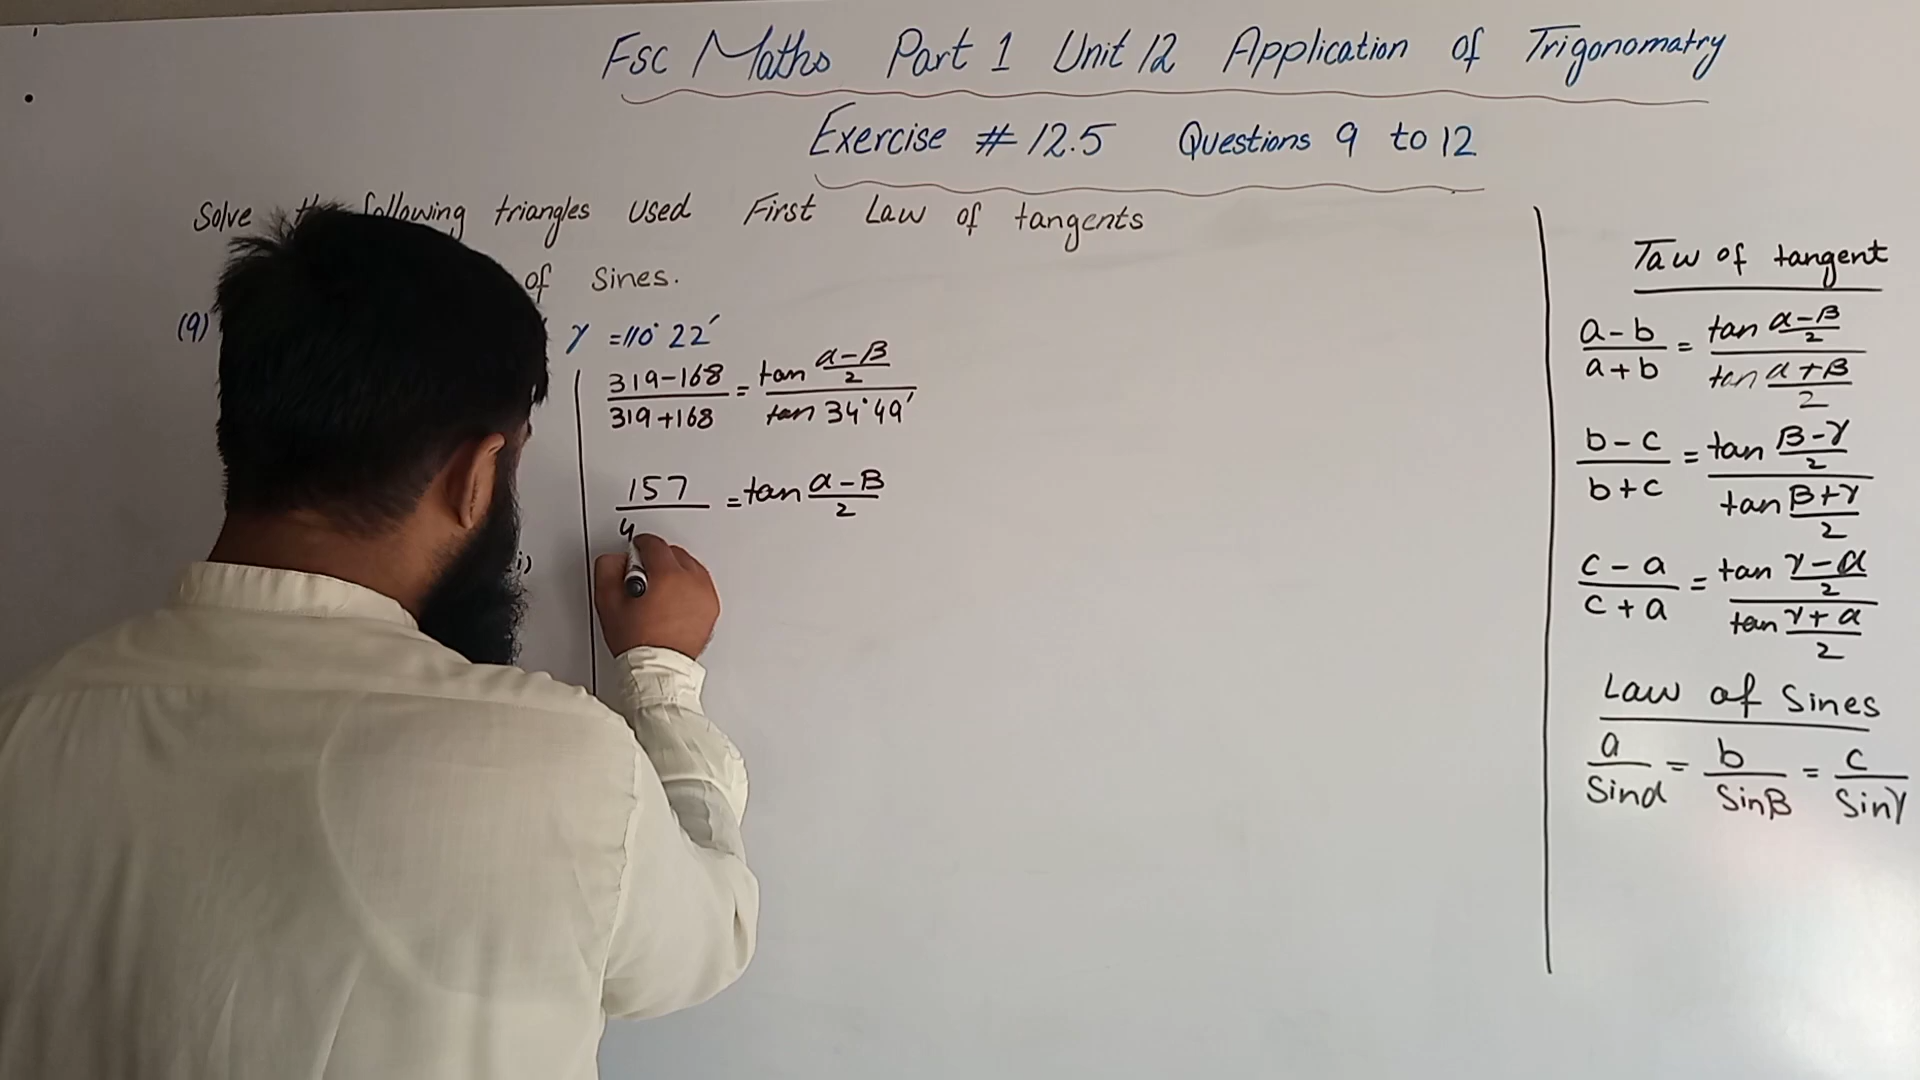 Fsc Maths Part 1 Unit 12 Application of Trigonomatry
Exercise # 12.5 Questions 9 to 12
Solve following triangles used First Law of tangents
of Sines.
(9) γ = 110° 22′
319-168 / 319+168 = tan α-β/2 / tan 34°49′
157 / 4 = tan α-β/2
i)
Taw of tangent
a-b / a+b = tan α-β/2 / tan α+β/2
b-c / b+c = tan β-γ/2 / tan β+γ/2
c-a / c+a = tan γ-α/2 / tan γ+α/2
Law of Sines
a / Sinα = b / Sinβ = c / Sinγ